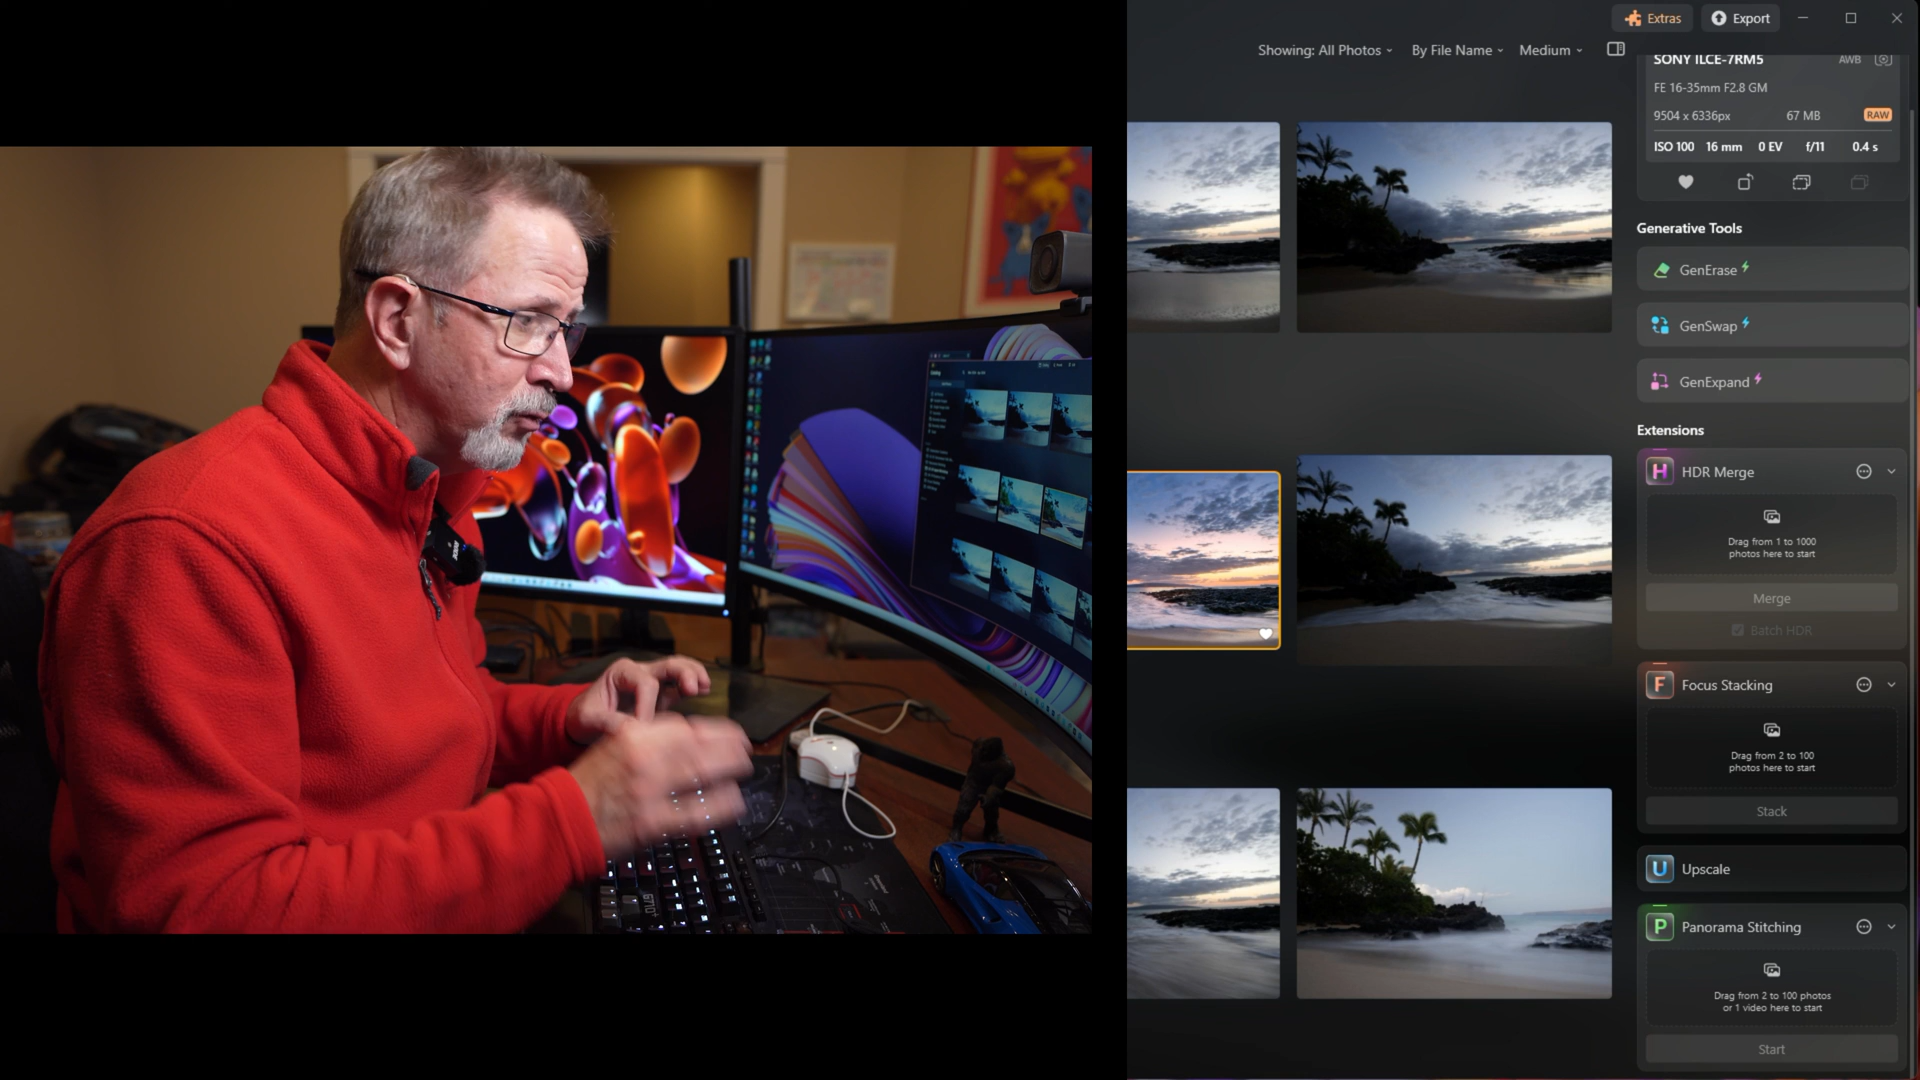 Extras
Export
Showing: All Photos
By File Name
Medium
SONY ILCE-7RM5
AWB
FE 16-35mm F2.8 GM
9504 x 6336px
67 MB
RAW
ISO 100
16 mm
0 EV
f/11
0.4 s
Generative Tools
GenErase
GenSwap
GenExpand
Extensions
H
HDR Merge
Drag from 1 to 1000
photos here to start
Merge
Batch HDR
F
Focus Stacking
Drag from 2 to 100
photos here to start
Stack
U
Upscale
P
Panorama Stitching
Drag from 2 to 100 photos
or 1 video here to start
Start